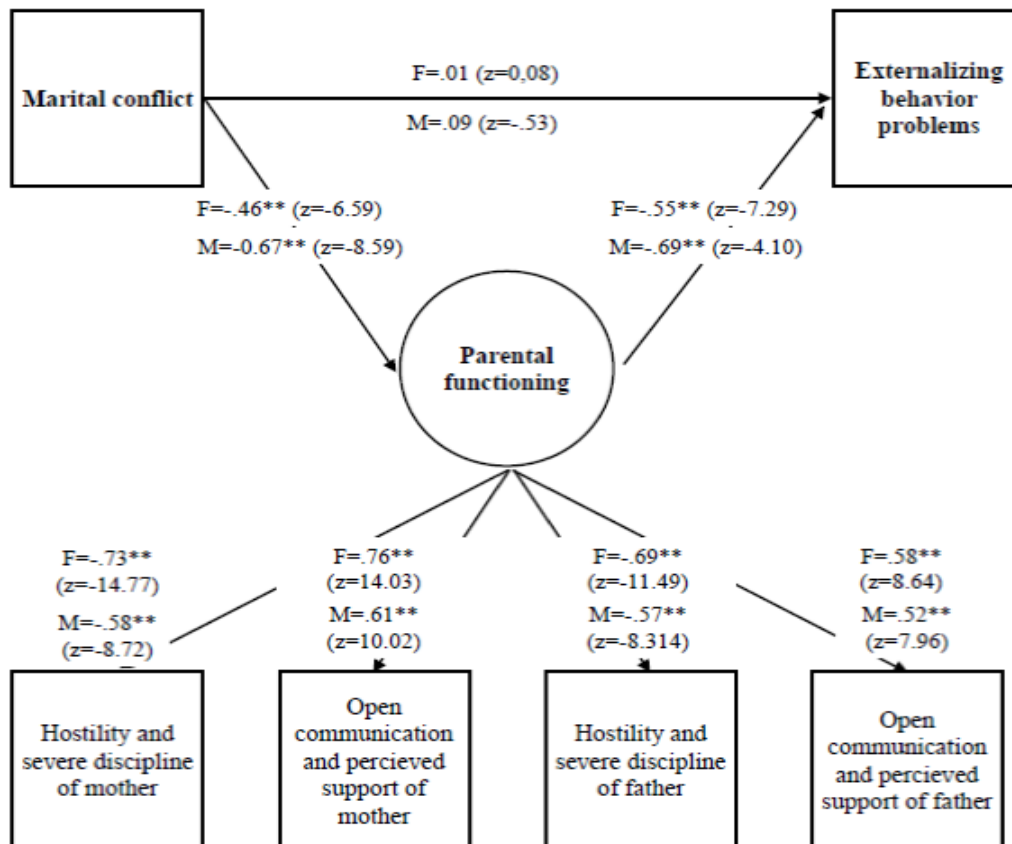 Marital conflict
F=.01 (z=0,08)
M=.09 (z=-.53)
Externalizing
behavior
problems
F=-.46** (z=-6.59)
M=-0.67** (z=-8.59)
F=-.55** (z=-7.29)
M=-.69** (z=-4.10)
Parental
functioning
F=-.73**
(z=-14.77)
M=-.58**
(z=-8.72)
F=.76**
(z=14.03)
M=.61**
(z=10.02)
F=-.69**
(z=-11.49)
M=-.57**
(z=-8.314)
F=.58**
(z=8.64)
M=.52**
(z=7.96)
Hostility and
severe discipline
of mother
Open
communication
and percieved
support of
mother
Hostility and
severe discipline
of father
Open
communication
and percieved
support of father